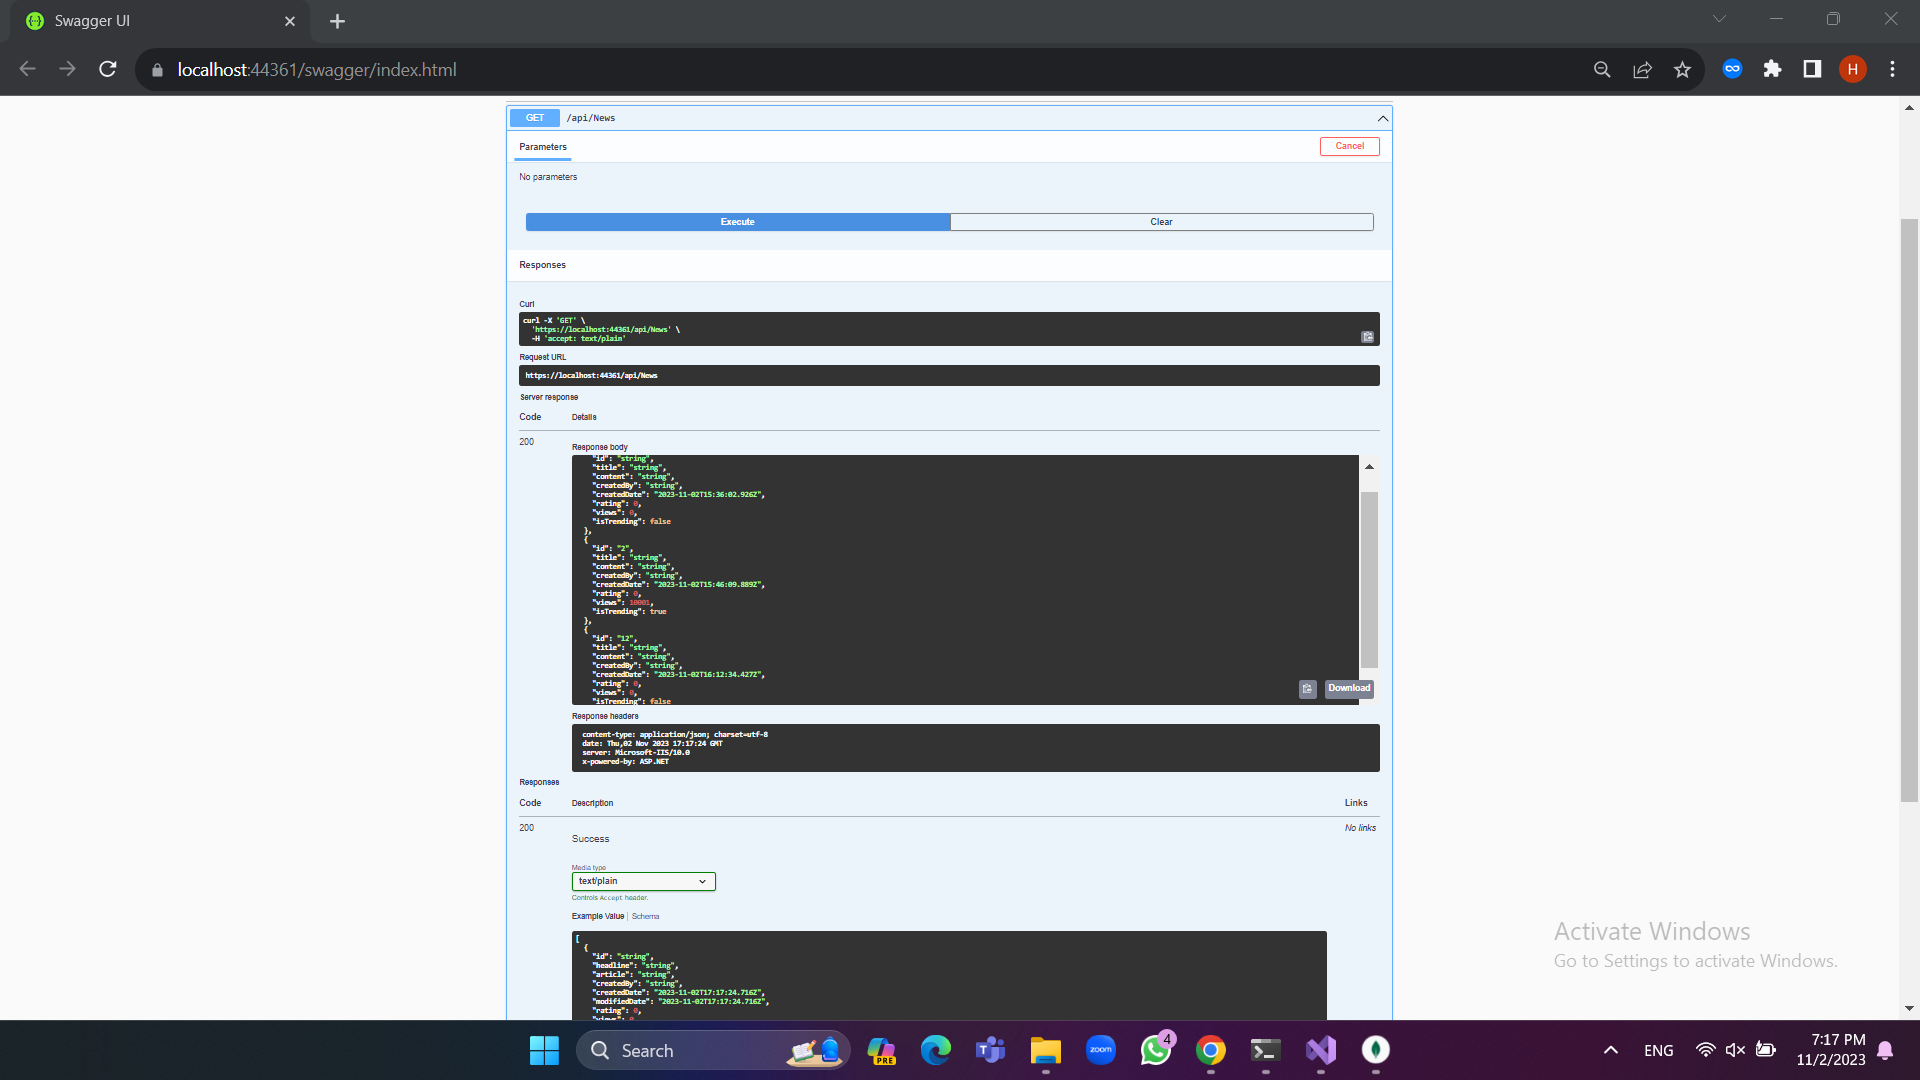 Swagger UI
localhost:44361/swagger/index.html
H
GET /api/News
Parameters
Cancel
No parameters
Execute
Clear
Responses
Curl
curl -X 'GET' \
'https://localhost:44361/api/News' \
-H 'accept: text/plain'
Request URL
https://localhost:44361/api/News
Server response
Code Details
200
Response body
"id": "string",
"title": "string",
"content": "string",
"createdBy": "string",
"createdDate": "2023-11-02T15:36:02.926Z",
"rating": 0,
"views": 0,
"isTrending": false
},
{
"id": "2",
"title": "string",
"content": "string",
"createdBy": "string",
"createdDate": "2023-11-02T15:46:09.889Z",
"rating": 0,
"views": 10001,
"isTrending": true
},
{
"id": "12",
"title": "string",
"content": "string",
"createdBy": "string",
"createdDate": "2023-11-02T16:12:34.427Z",
"rating": 0,
"views": 0,
"isTrending": false
Download
Response headers
content-type: application/json; charset=utf-8
date: Thu,02 Nov 2023 17:17:24 GMT
server: Microsoft-IIS/10.0
x-powered-by: ASP.NET
Responses
Code Description Links
200 No links
Success
Media type
text/plain
Controls Accept header.
Example Value Schema
[
{
"id": "string",
"headline": "string",
"article": "string",
"createdBy": "string",
"createdDate": "2023-11-02T17:17:24.716Z",
"modifiedDate": "2023-11-02T17:17:24.716Z",
"rating": 0,
"views": 0
Activate Windows
Go to Settings to activate Windows.
Search
PRE
zoom
4
ENG
7:17 PM
11/2/2023